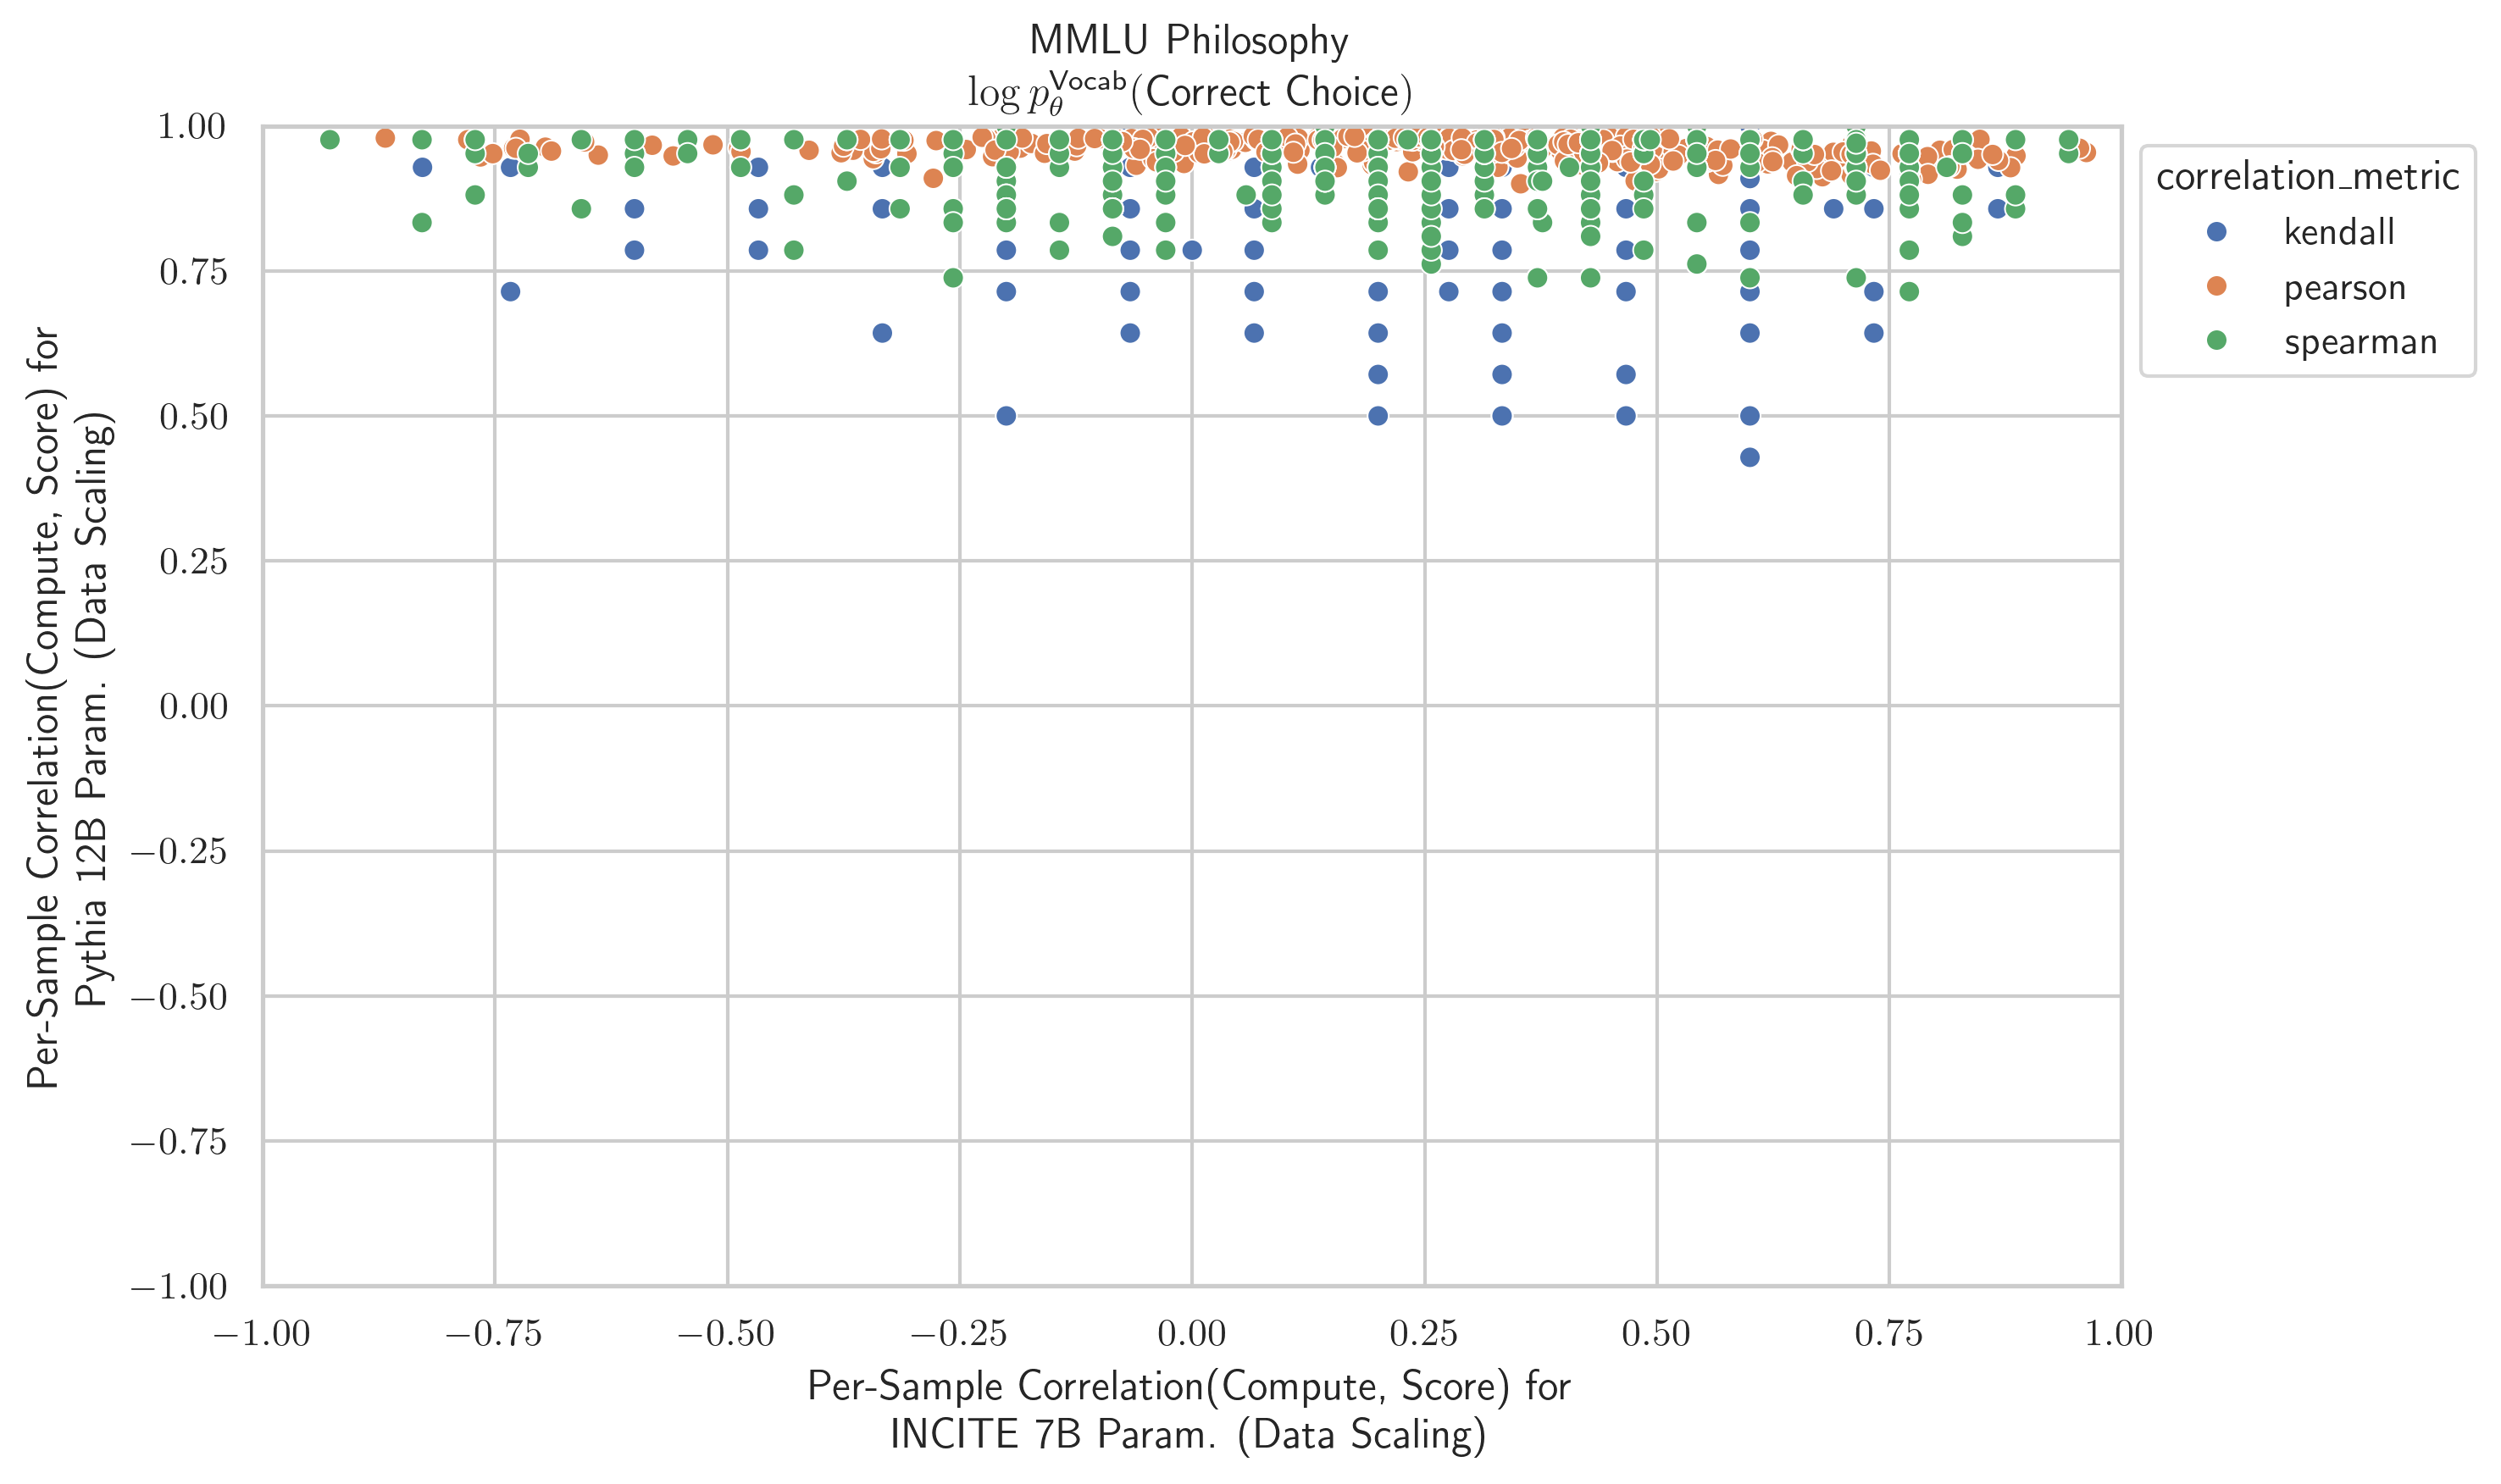 MMLU Philosophy
log p_θ^Vocab(Correct Choice)
Per-Sample Correlation(Compute, Score) for
Pythia 12B Param. (Data Scaling)
1.00
0.75
0.50
0.25
0.00
−0.25
−0.50
−0.75
−1.00
−1.00 −0.75 −0.50 −0.25 0.00 0.25 0.50 0.75 1.00
Per-Sample Correlation(Compute, Score) for
INCITE 7B Param. (Data Scaling)
correlation_metric
kendall
pearson
spearman